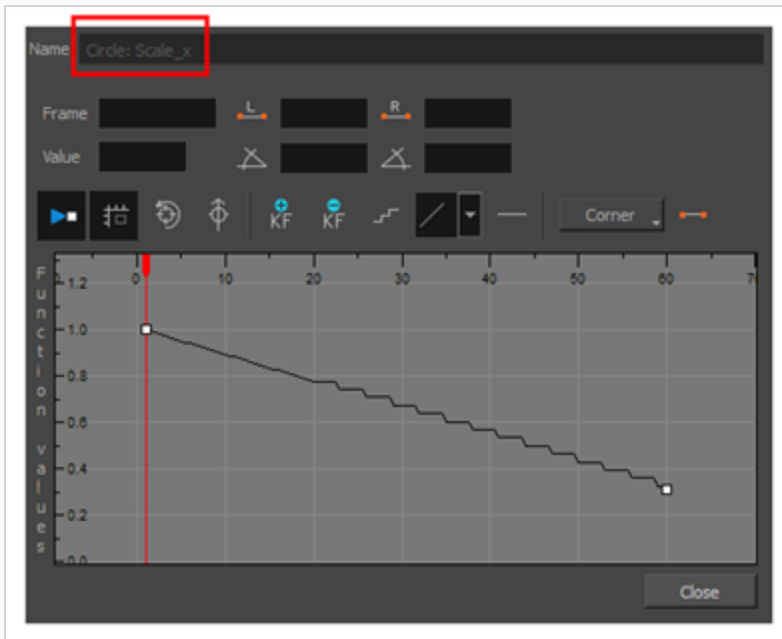 Name Circle: Scale_x
Frame L R
Value
KF KF Corner
Function values
0 10 20 30 40 50 60 70
1.2
1.0
0.8
0.6
0.4
0.2
0.0
Close